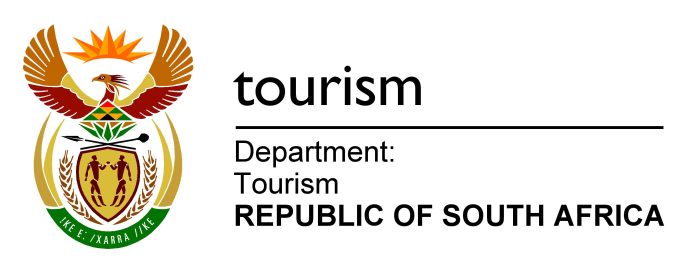 tourism
Department:
Tourism
REPUBLIC OF SOUTH AFRICA
!KE E: /XARRA //KE